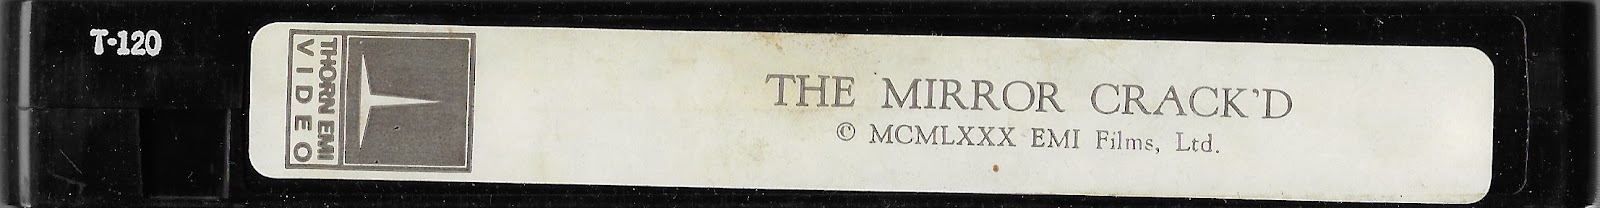 T-120
THORN EMI
VIDEO
THE MIRROR CRACK'D
© MCMLXXX EMI Films, Ltd.